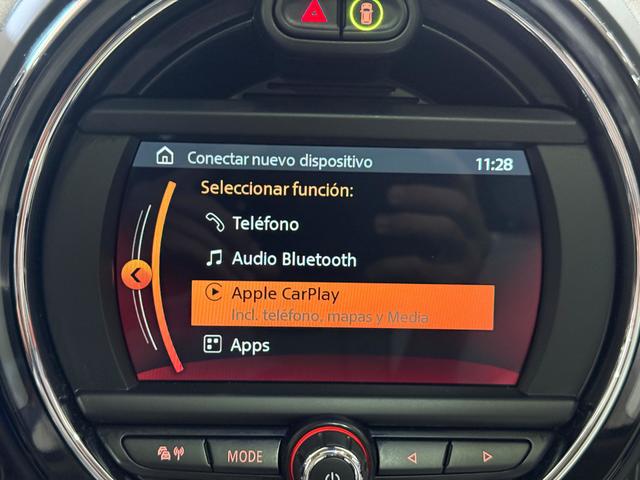 Conectar nuevo dispositivo 11:28
Seleccionar función:
Teléfono
Audio Bluetooth
Apple CarPlay
Incl. teléfono, mapas y Media
Apps
MODE